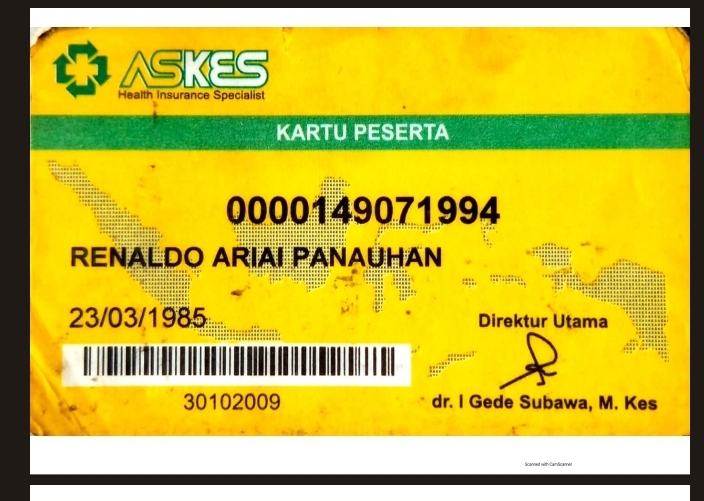 ASKES
Health Insurance Specialist
KARTU PESERTA
0000149071994
RENALDO ARIAI PANAUHAN
23/03/1985
Direktur Utama
30102009
dr. I Gede Subawa, M. Kes
Scanned with CamScanner